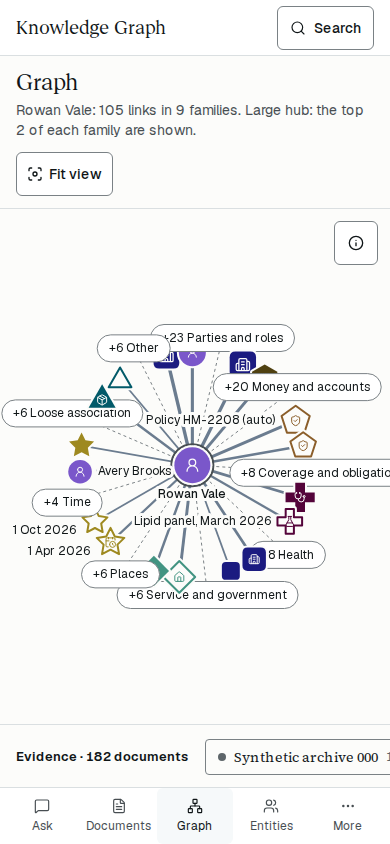 Knowledge Graph
Search
Graph
Rowan Vale: 105 links in 9 families. Large hub: the top
2 of each family are shown.
Fit view
+23 Parties and roles
+6 Other
+20 Money and accounts
+6 Loose association
Policy HM-2208 (auto)
Avery Brooks
+8 Coverage and obligatio
Rowan Vale
+4 Time
Lipid panel, March 2026
1 Oct 2026
1 Apr 2026
8 Health
+6 Places
+6 Service and government
Evidence · 182 documents
Synthetic archive 000
Ask
Documents
Graph
Entities
More